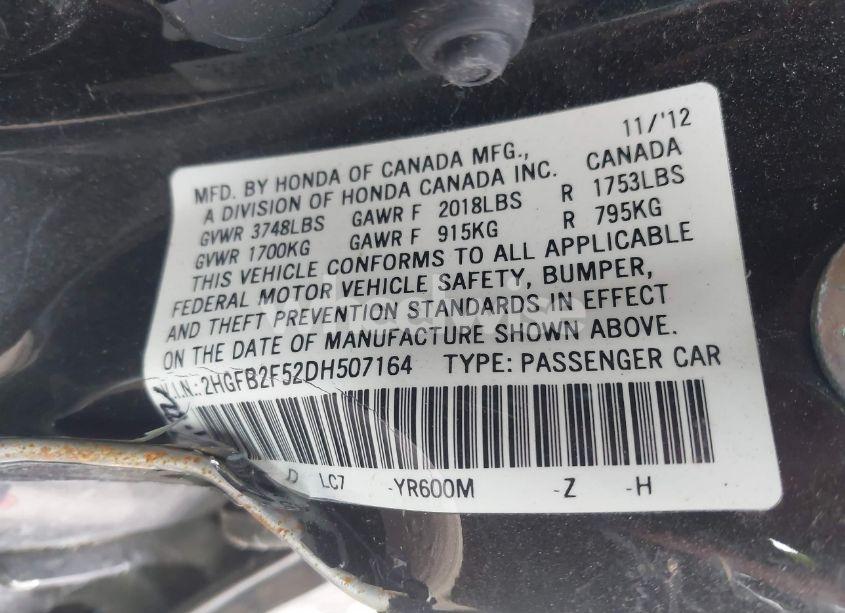 11/'12
MFD. BY HONDA OF CANADA MFG.,
A DIVISION OF HONDA CANADA INC. CANADA
GVWR 3748LBS GAWR F 2018LBS R 1753LBS
GVWR 1700KG GAWR F 915KG R 795KG
THIS VEHICLE CONFORMS TO ALL APPLICABLE
FEDERAL MOTOR VEHICLE SAFETY, BUMPER,
AND THEFT PREVENTION STANDARDS IN EFFECT
ON THE DATE OF MANUFACTURE SHOWN ABOVE.
V.I.N.: 2HGFB2F52DH507164 TYPE: PASSENGER CAR
D LC7 -YR600M -Z -H